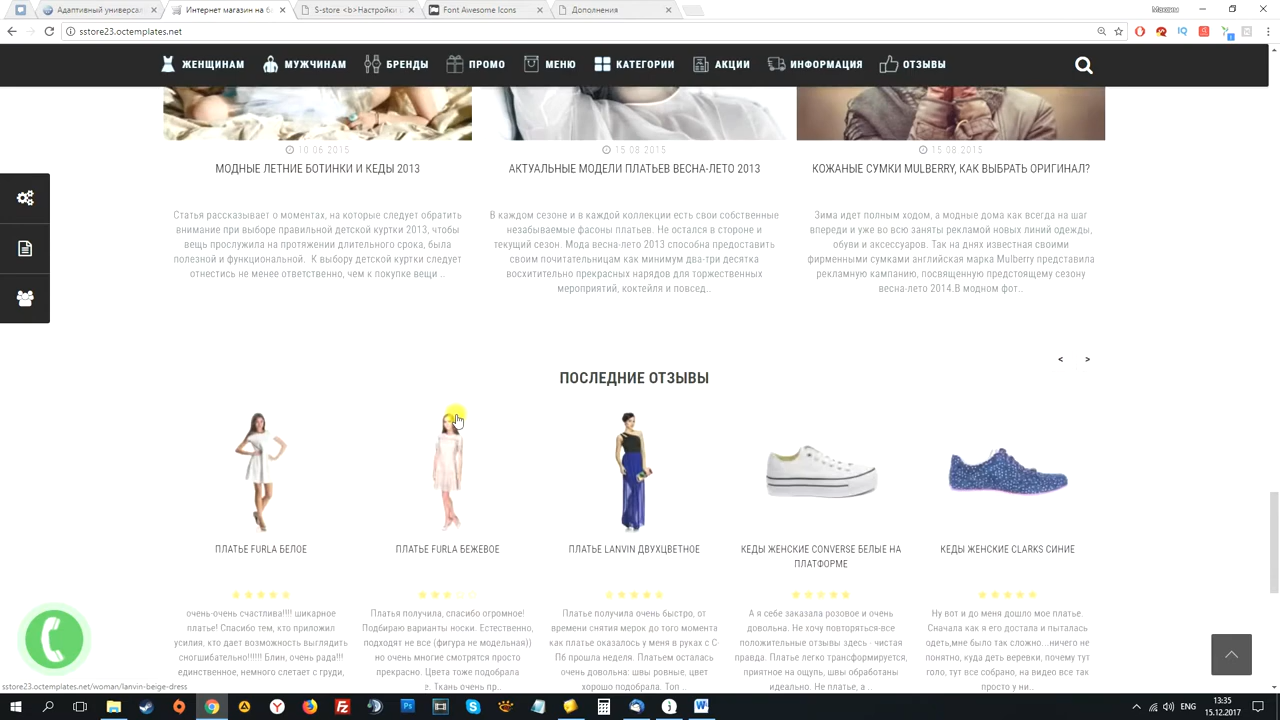 Адаптивный универсал
Интернет магазин на б
S-store <b>Настройки
Font Awesome Icons
Дополнения
sstore23.octemplates.net
ЖЕНЩИНАМ МУЖЧИНАМ БРЕНДЫ ПРОМО МЕНЮ КАТЕГОРИИ АКЦИИ ИНФОРМАЦИЯ ОТЗЫВЫ
10 06 2015
15 08 2015
15 08 2015
МОДНЫЕ ЛЕТНИЕ БОТИНКИ И КЕДЫ 2013
АКТУАЛЬНЫЕ МОДЕЛИ ПЛАТЬЕВ ВЕСНА-ЛЕТО 2013
КОЖАНЫЕ СУМКИ MULBERRY, КАК ВЫБРАТЬ ОРИГИНАЛ?
Статья рассказывает о моментах, на которые следует обратить
внимание при выборе правильной детской куртки 2013, чтобы
вещь прослужила на протяжении длительного срока, была
полезной и функциональной. К выбору детской куртки следует
отнестись не менее ответственно, чем к покупке вещи ...
В каждом сезоне и в каждой коллекции есть свои собственные
незабываемые фасоны платьев. Не остался в стороне и
текущий сезон. Мода весна-лето 2013 способна предоставить
своим почитательницам как минимум два-три десятка
восхитительно прекрасных нарядов для торжественных
мероприятий, коктейля и повсед...
Зима идет полным ходом, а модные дома как всегда на шаг
впереди и уже во всю заняты рекламой новых линий одежды,
обуви и аксессуаров. Так на днях известная своими
фирменными сумками английская марка Mulberry представила
рекламную кампанию, посвященную предстоящему сезону
весна-лето 2014.В модном фот...
< >
ПОСЛЕДНИЕ ОТЗЫВЫ
ПЛАТЬЕ FURLA БЕЛОЕ
ПЛАТЬЕ FURLA БЕЖЕВОЕ
ПЛАТЬЕ LANVIN ДВУХЦВЕТНОЕ
КЕДЫ ЖЕНСКИЕ CONVERSE БЕЛЫЕ НА
ПЛАТФОРМЕ
КЕДЫ ЖЕНСКИЕ CLARKS СИНИЕ
очень-очень счастлива!!!! шикарное
платье! Спасибо тем, кто приложил
усилия, кто дает возможность выглядить
сногшибательно!!!!!! Блин, очень рада!!!
единственное, немного слетает с груди,
Платья получила, спасибо огромное!
Подбираю варианты носки. Естественно,
подходят не все (фигура не модельная))
но очень многие смотрятся просто
прекрасно. Цвета тоже подобрала
е. Ткань очень пр...
Платье получила очень быстро, от
времени снятия мерок до того момента
как платье оказалось у меня в руках с С-
Пб прошла неделя. Платьем осталась
очень довольна: швы ровные, цвет
хорошо подобрала. Топ ...
А я себе заказала розовое и очень
довольна. Не хочу повторяться-все
положительные отзывы здесь - чистая
правда. Платье легко трансформируется,
приятное на ощупь, швы обработаны
идеально. Не платье, а ...
Ну вот и до меня дошло мое платье.
Сначала как я его достала и пыталась
одеть,мне было так сложно...ничего не
понятно, куда деть веревки, почему тут
голо, тут все собрано, на видео все так
просто у ни...
sstore23.octemplates.net/woman/lanvin-beige-dress
ENG
13:35
15.12.2017